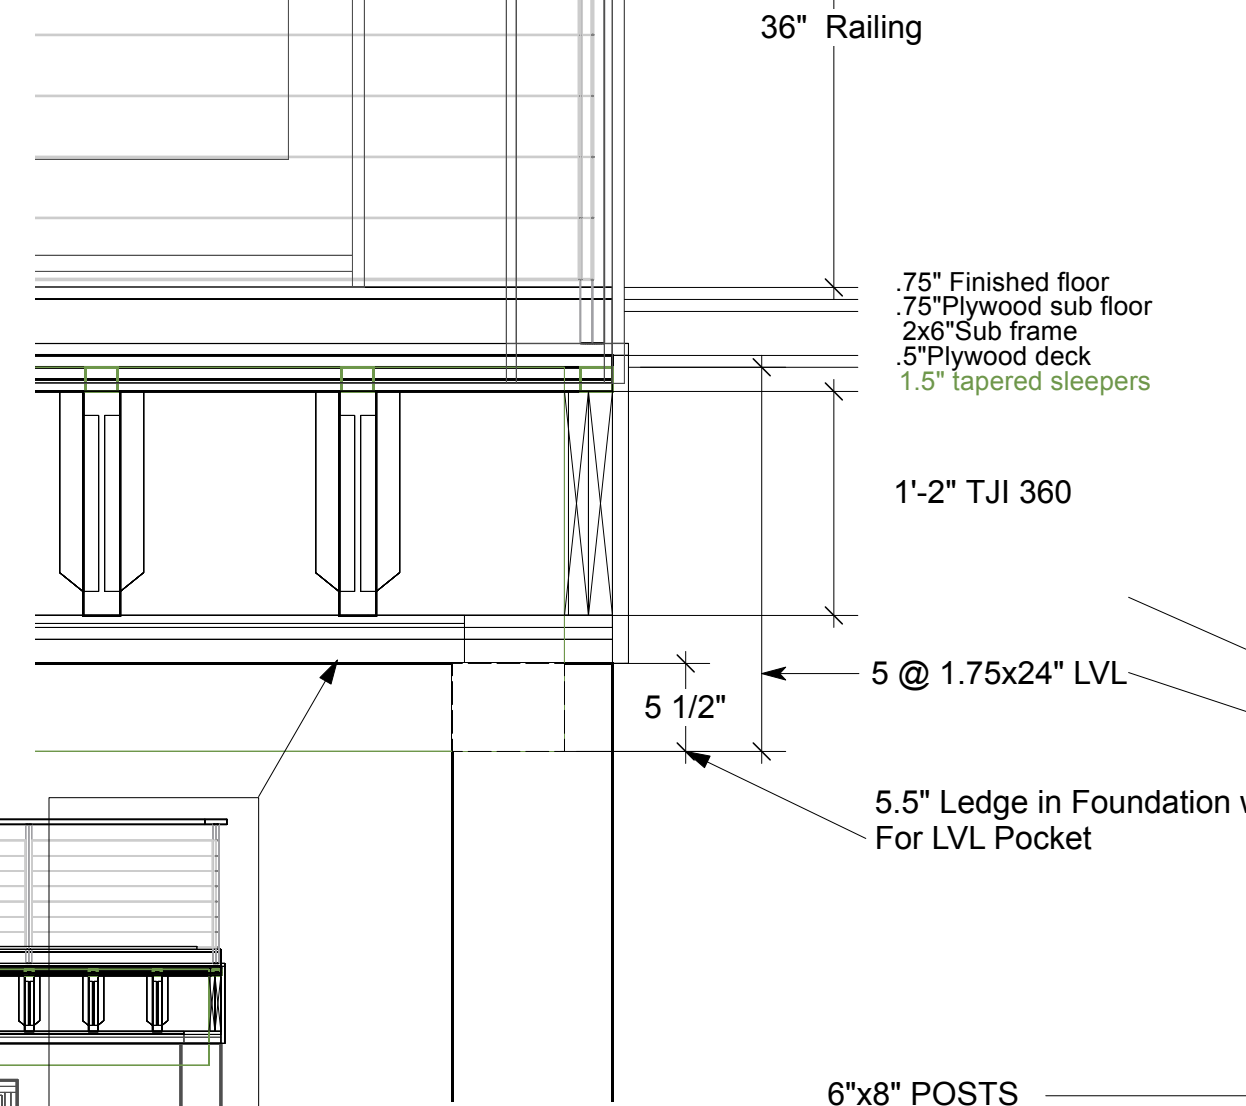 36"  Railing
.75" Finished floor
.75"Plywood sub floor
2x6"Sub frame
.5"Plywood deck
1.5" tapered sleepers
1'-2" TJI 360
5 @ 1.75x24" LVL
5 1/2"
5.5" Ledge in Foundation
For LVL Pocket
6"x8" POSTS